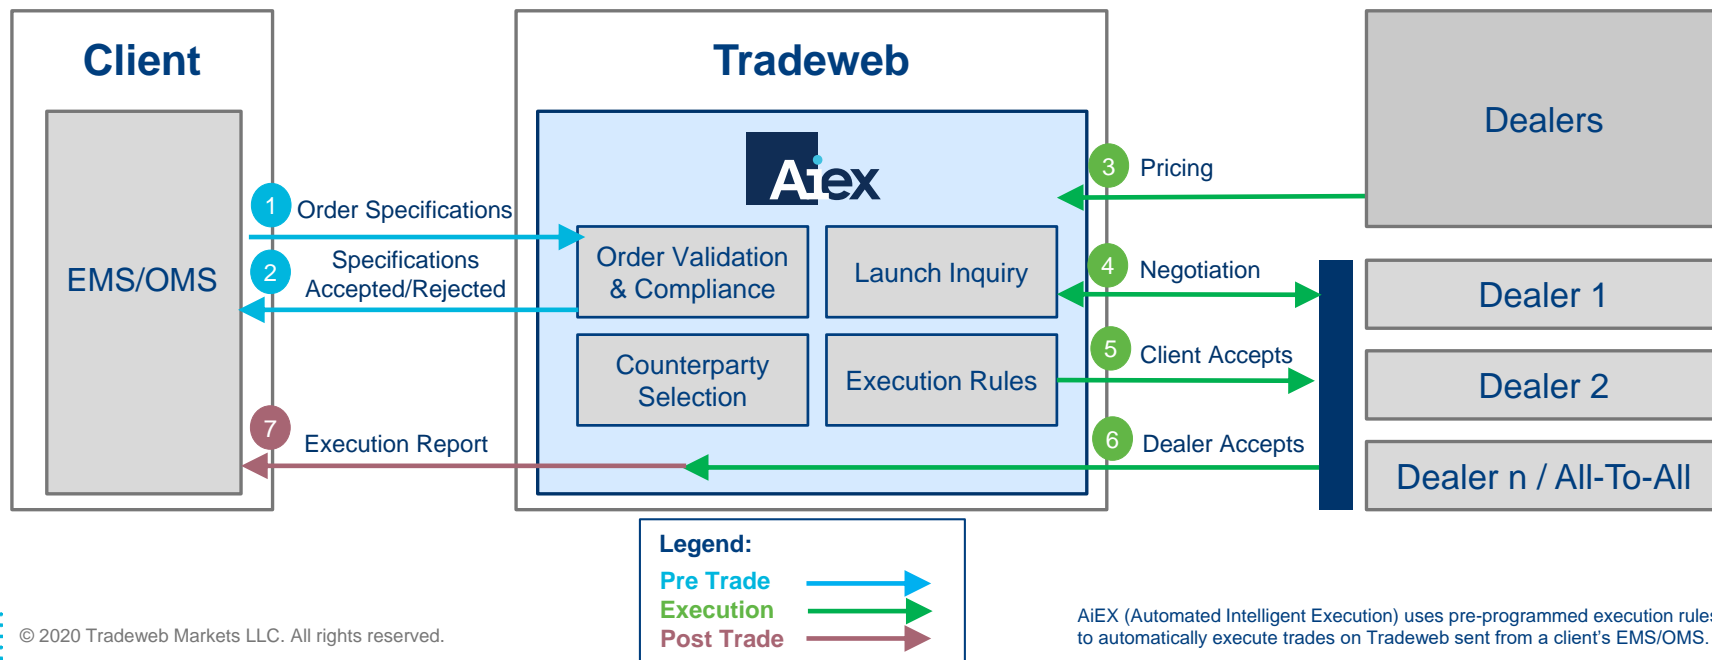 Client
Tradeweb
Dealers
Aiex
3 Pricing
1 Order Specifications
EMS/OMS
2 Specifications
Accepted/Rejected
Order Validation
& Compliance
Launch Inquiry
4 Negotiation
Dealer 1
Counterparty
Selection
Execution Rules
5 Client Accepts
Dealer 2
7 Execution Report
6 Dealer Accepts
Dealer n / All-To-All
Legend:
Pre Trade
Execution
Post Trade
© 2020 Tradeweb Markets LLC. All rights reserved.
AiEX (Automated Intelligent Execution) uses pre-programmed execution rules
to automatically execute trades on Tradeweb sent from a client's EMS/OMS.